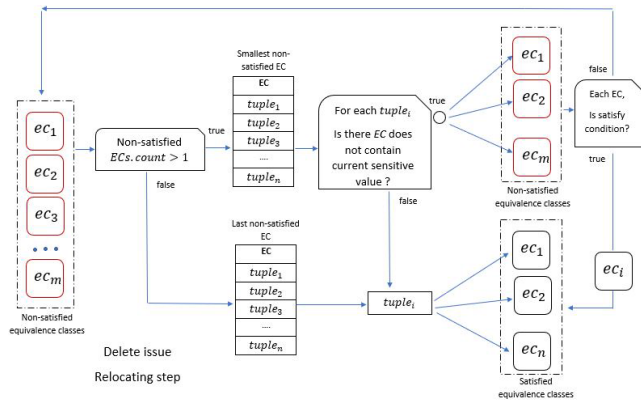 Smallest non-
satisfied EC
EC
tuple₁
tuple₂
tuple₃
....
tupleₙ
ec₁
ec₂
ec₃
ecₘ
Non-satisfied
equivalence classes
Non-satisfied
ECs.count > 1
true
false
For each tupleᵢ
Is there EC does
not contain
current sensitive
value ?
true
false
ec₁
ec₂
ecₘ
Non-satisfied
equivalence classes
false
Each EC,
Is satisfy
condition?
true
Last non-satisfied
EC
EC
tuple₁
tuple₂
tuple₃
....
tupleₙ
tupleᵢ
ec₁
ec₂
ecₙ
Satisfied
equivalence classes
ecᵢ
Delete issue
Relocating step